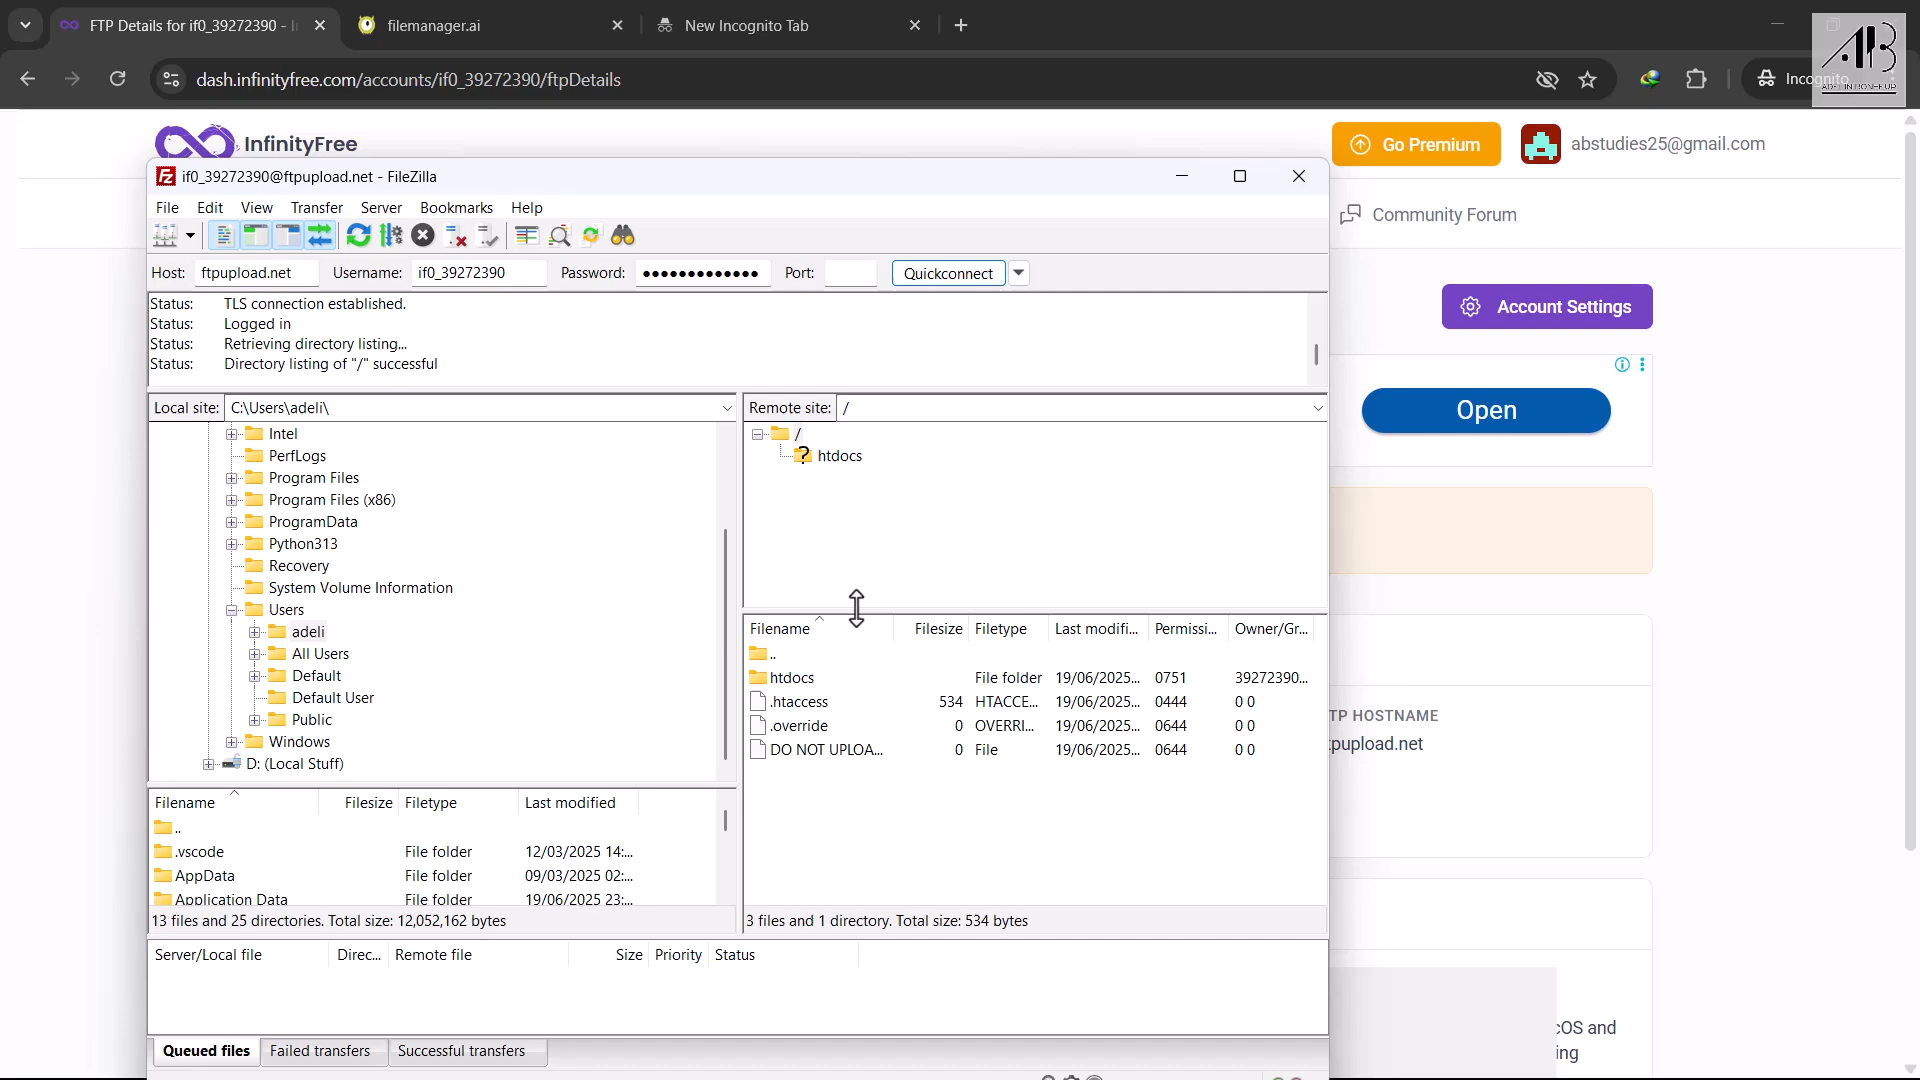 FTP Details for if0_39272390 - I
filemanager.ai
New Incognito Tab
dash.infinityfree.com/accounts/if0_39272390/ftpDetails
Incognito
AB
InfinityFree
Go Premium
abstudies25@gmail.com
if0_39272390@ftpupload.net - FileZilla
File Edit View Transfer Server Bookmarks Help
Community Forum
Host: ftpupload.net Username: if0_39272390 Password: ••••••••••••• Port: Quickconnect
Status: TLS connection established.
Status: Logged in
Status: Retrieving directory listing...
Status: Directory listing of "/" successful
Account Settings
Open
Local site: C:\Users\adeli\
Intel
PerfLogs
Program Files
Program Files (x86)
ProgramData
Python313
Recovery
System Volume Information
Users
adeli
All Users
Default
Default User
Public
Windows
D: (Local Stuff)
Filename Filesize Filetype Last modified
..
.vscode File folder 12/03/2025 14:...
AppData File folder 09/03/2025 02:...
Application Data File folder 19/06/2025 23:...
13 files and 25 directories. Total size: 12,052,162 bytes
Remote site: /
/
htdocs
Filename Filesize Filetype Last modifi... Permissi... Owner/Gr...
..
htdocs File folder 19/06/2025... 0751 39272390...
.htaccess 534 HTACCE... 19/06/2025... 0444 0 0
.override 0 OVERRI... 19/06/2025... 0644 0 0
DO NOT UPLOA... 0 File 19/06/2025... 0644 0 0
3 files and 1 directory. Total size: 534 bytes
TP HOSTNAME
tpupload.net
Server/Local file Direc... Remote file Size Priority Status
Queued files Failed transfers Successful transfers
cOS and
ing